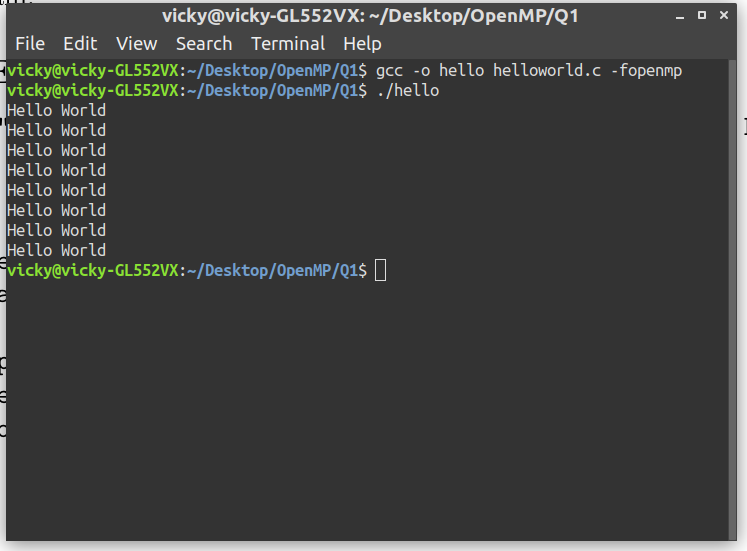 vicky@vicky-GL552VX: ~/Desktop/OpenMP/Q1
File Edit View Search Terminal Help
vicky@vicky-GL552VX:~/Desktop/OpenMP/Q1$ gcc -o hello helloworld.c -fopenmp
vicky@vicky-GL552VX:~/Desktop/OpenMP/Q1$ ./hello
Hello World
Hello World
Hello World
Hello World
Hello World
Hello World
Hello World
Hello World
vicky@vicky-GL552VX:~/Desktop/OpenMP/Q1$